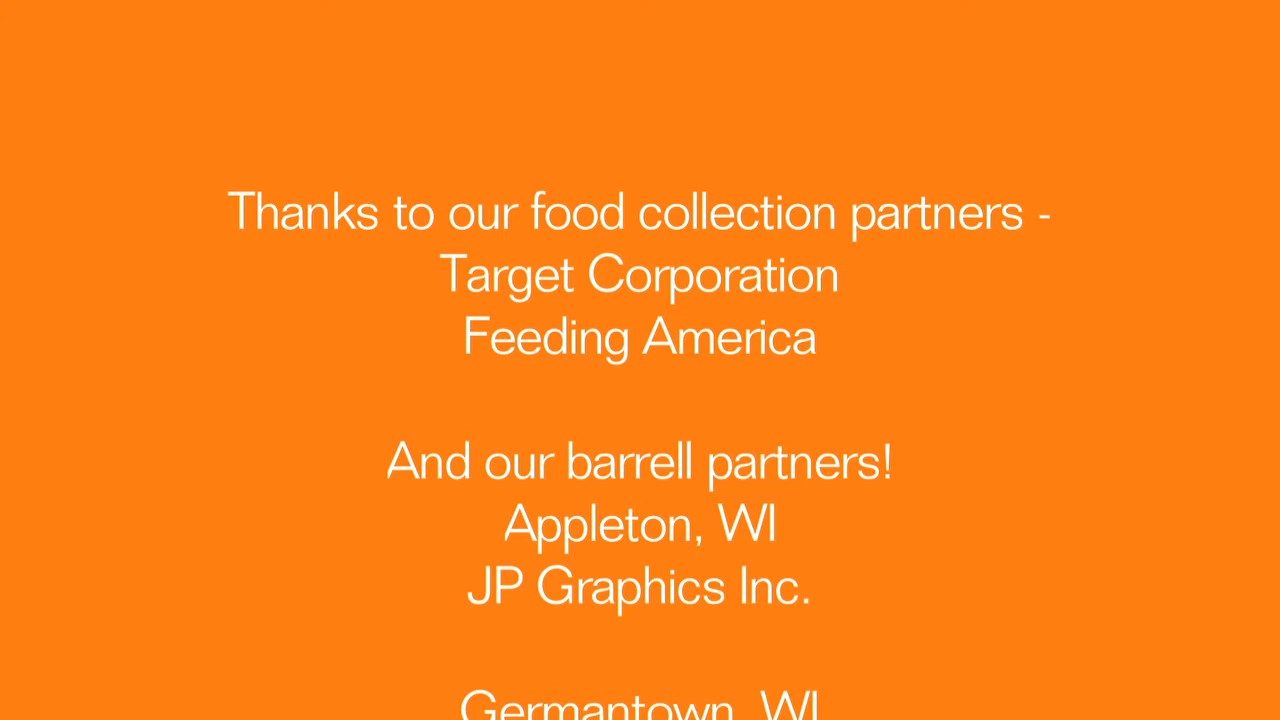 Thanks to our food collection partners -
Target Corporation
Feeding America
And our barrell partners!
Appleton, WI
JP Graphics Inc.
Germantown, WI